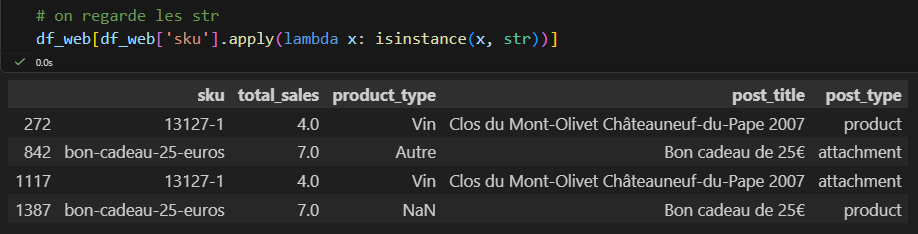 # on regarde les str
df_web[df_web['sku'].apply(lambda x: isinstance(x, str))]
0.0s
sku total_sales product_type post_title post_type
272 13127-1 4.0 Vin Clos du Mont-Olivet Châteauneuf-du-Pape 2007 product
842 bon-cadeau-25-euros 7.0 Autre Bon cadeau de 25€ attachment
1117 13127-1 4.0 Vin Clos du Mont-Olivet Châteauneuf-du-Pape 2007 attachment
1387 bon-cadeau-25-euros 7.0 NaN Bon cadeau de 25€ product